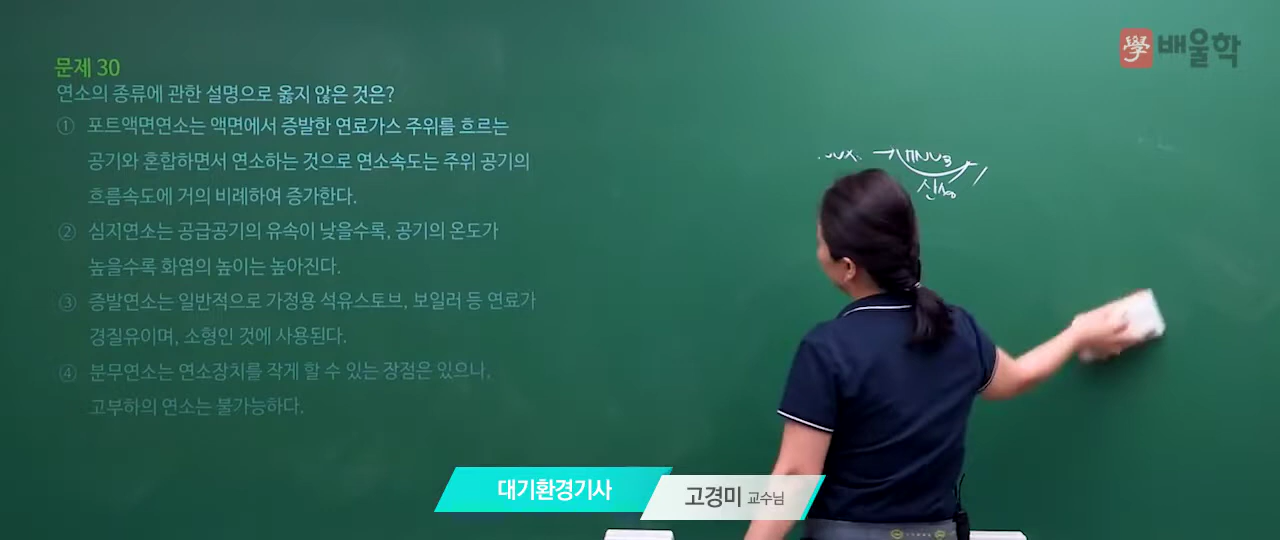 學 배울학
문제 30
연소의 종류에 관한 설명으로 옳지 않은 것은?
① 포트액면연소는 액면에서 증발한 연료가스 주위를 흐르는
공기와 혼합하면서 연소하는 것으로 연소속도는 주위 공기의
흐름속도에 거의 비례하여 증가한다.
② 심지연소는 공급공기의 유속이 낮을수록, 공기의 온도가
높을수록 화염의 높이는 높아진다.
③ 증발연소는 일반적으로 가정용 석유스토브, 보일러 등 연료가
경질유이며, 소형인 것에 사용된다.
④ 분무연소는 연소장치를 작게 할 수 있는 장점은 있으나,
고부하의 연소는 불가능하다.
대기환경기사
고경미 교수님